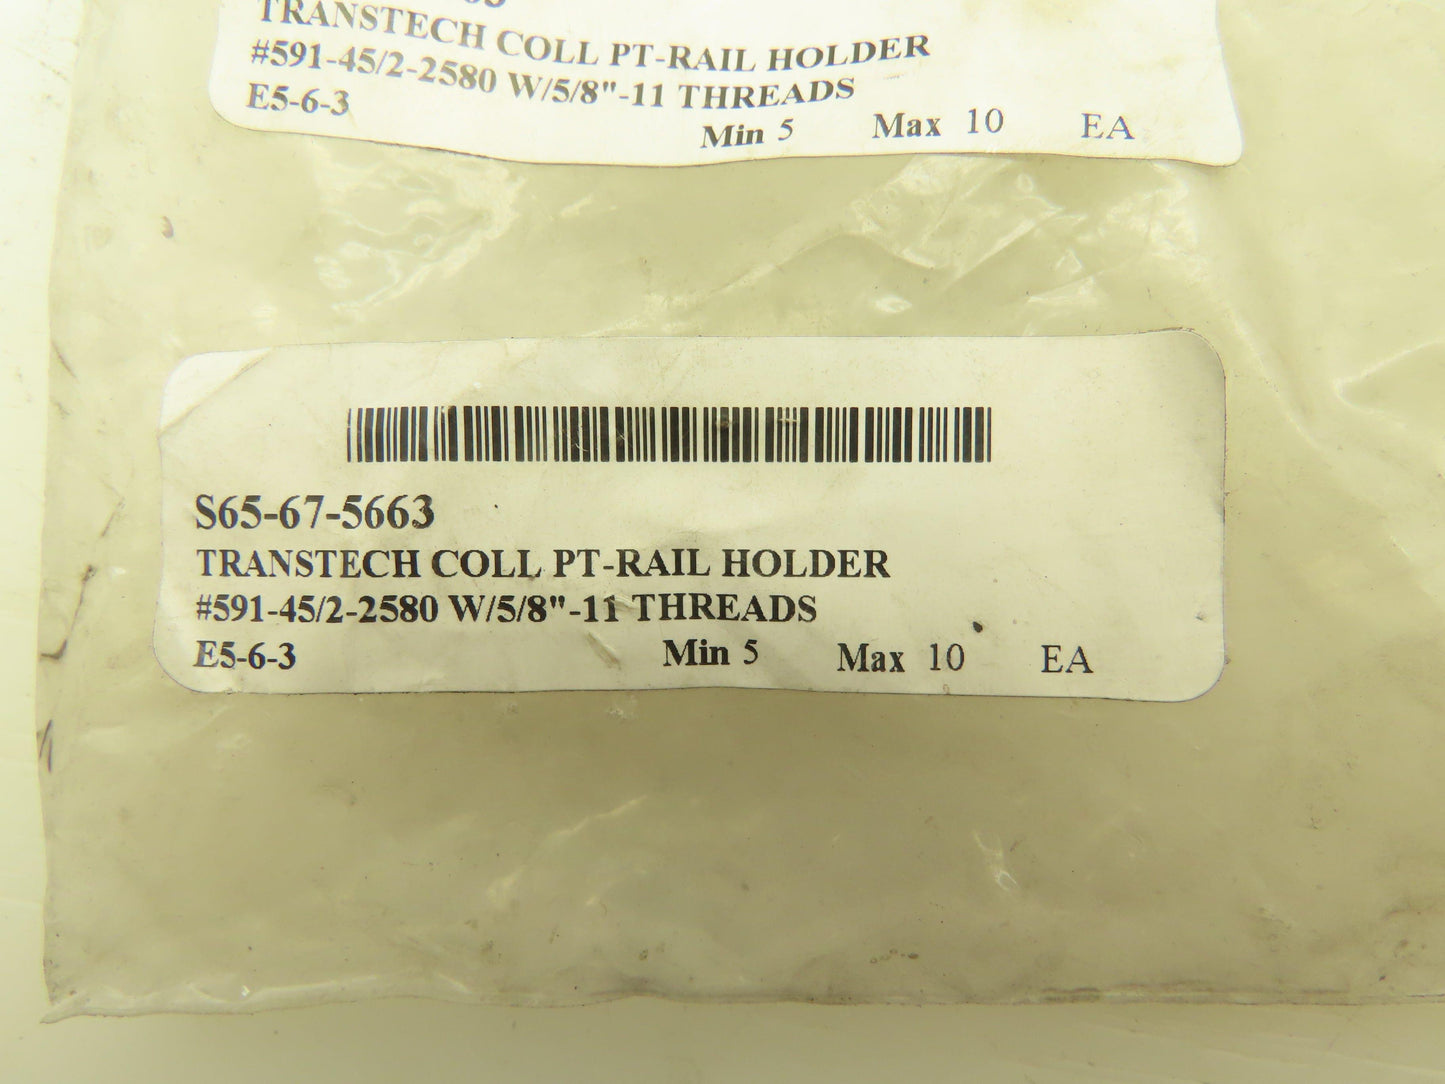 TRANSTECH COLL PT-RAIL HOLDER
#591-45/2-2580 W/5/8"-11 THREADS
E5-6-3 Min 5 Max 10 EA
S65-67-5663
TRANSTECH COLL PT-RAIL HOLDER
#591-45/2-2580 W/5/8"-11 THREADS
E5-6-3 Min 5 Max 10 EA